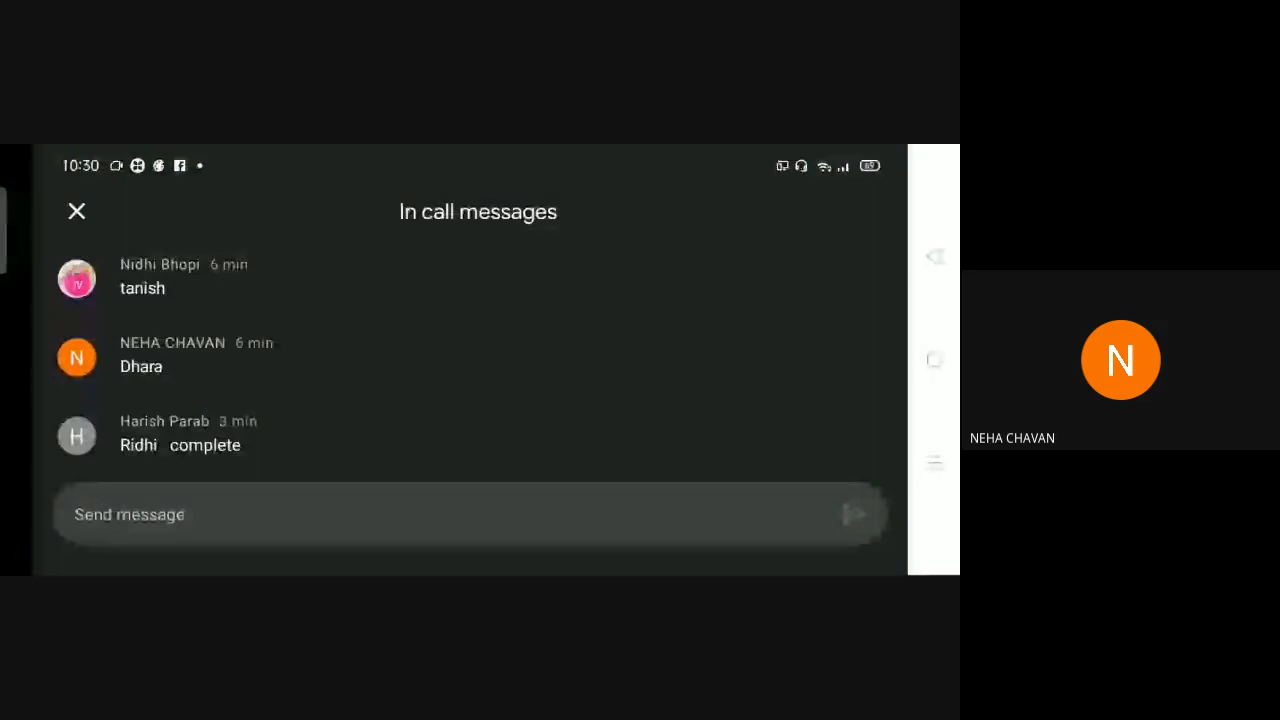 10:30
69
In call messages
Nidhi Bhopi 6 min
tanish
NEHA CHAVAN 6 min
N
Dhara
Harish Parab 3 min
H
Ridhi complete
Send message
N
NEHA CHAVAN